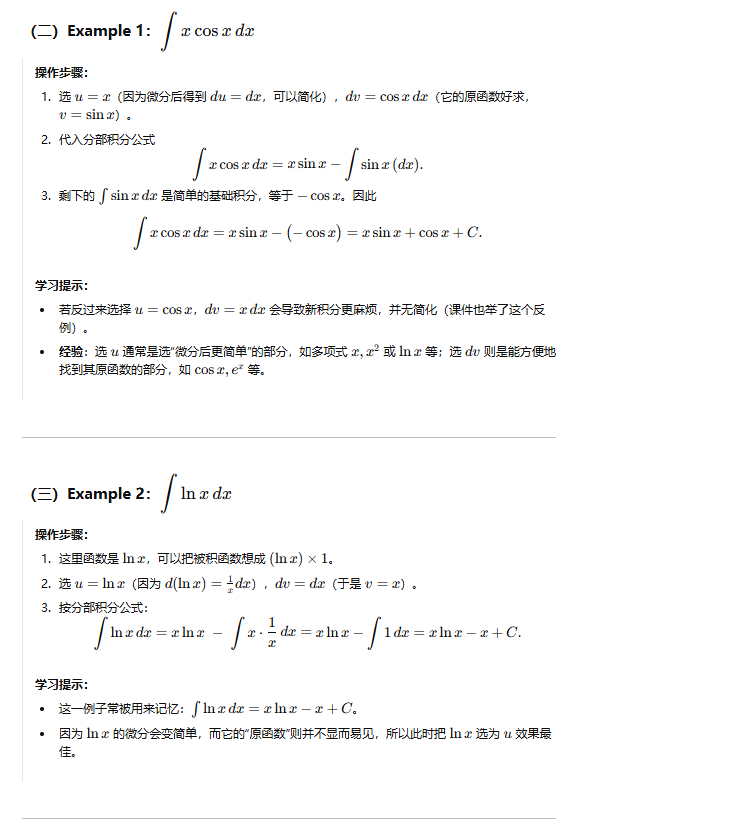 (二) Example 1: ∫ x cos x dx
操作步骤:
1. 选 u = x（因为微分后得到 du = dx，可以简化）, dv = cos x dx（它的原函数好求，
v = sin x）。
2. 代入分部积分公式
∫ x cos x dx = x sin x − ∫ sin x (dx).
3. 剩下的 ∫ sin x dx 是简单的基础积分，等于 − cos x。因此
∫ x cos x dx = x sin x − (− cos x) = x sin x + cos x + C.
学习提示:
• 若反过来选择 u = cos x，dv = x dx 会导致新积分更麻烦，并无简化（课件也举了这个反
例）。
• 经验：选 u 通常是选“微分后更简单”的部分，如多项式 x, x² 或 ln x 等；选 dv 则是能方便地
找到其原函数的部分，如 cos x, eˣ 等。
(三) Example 2: ∫ ln x dx
操作步骤:
1. 这里函数是 ln x，可以把被积函数想成 (ln x) × 1。
2. 选 u = ln x（因为 d(ln x) = 1/x dx）, dv = dx（于是 v = x）。
3. 按分部积分公式:
∫ ln x dx = x ln x − ∫ x · 1/x dx = x ln x − ∫ 1 dx = x ln x − x + C.
学习提示:
• 这一例子常被用来记忆：∫ ln x dx = x ln x − x + C。
• 因为 ln x 的微分会变简单，而它的“原函数”则并不显而易见，所以此时把 ln x 选为 u 效果最
佳。